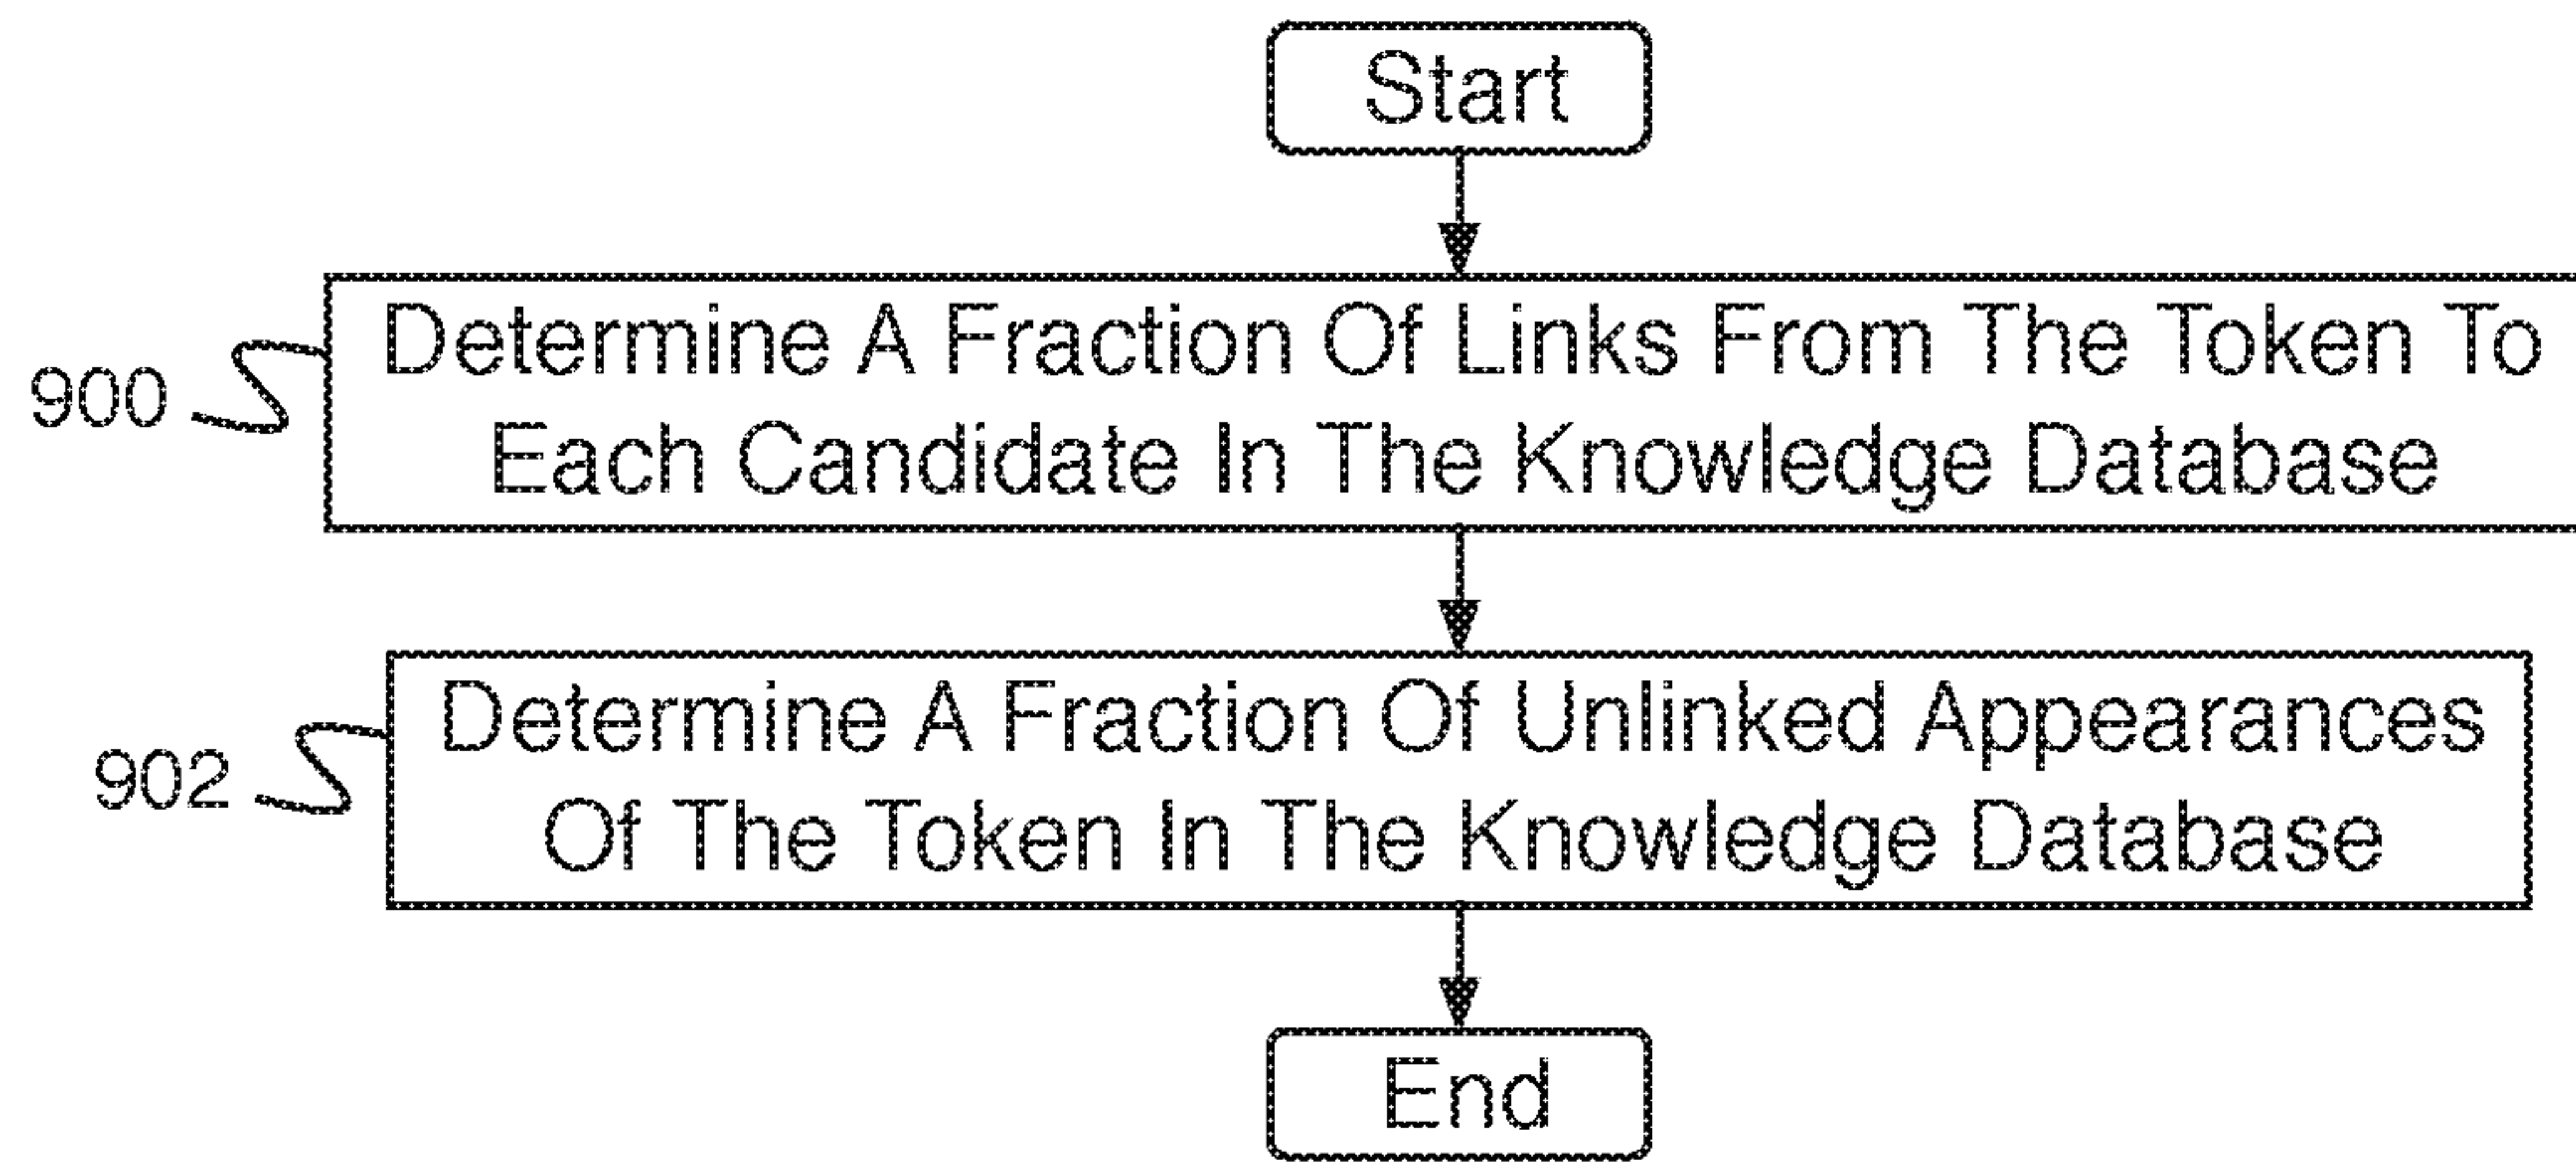 Start
Determine A Fraction Of Links From The Token To
Each Candidate In The Knowledge Database
900
Determine A Fraction Of Unlinked Appearances
Of The Token In The Knowledge Database
902
End